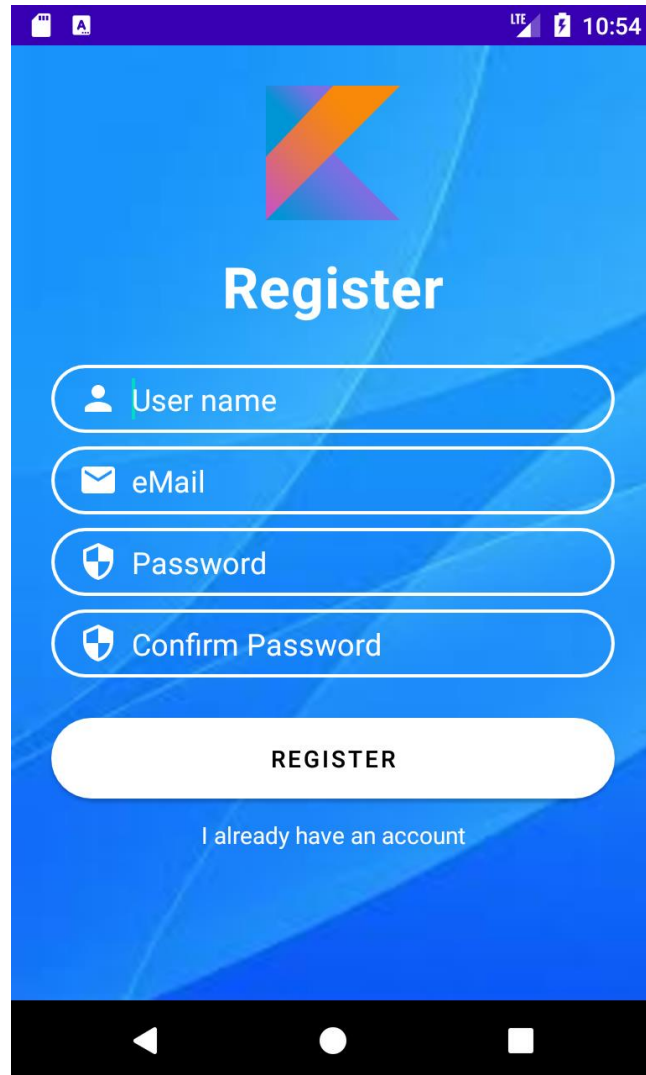 LTE 10:54
Register
User name
eMail
Password
Confirm Password
REGISTER
I already have an account